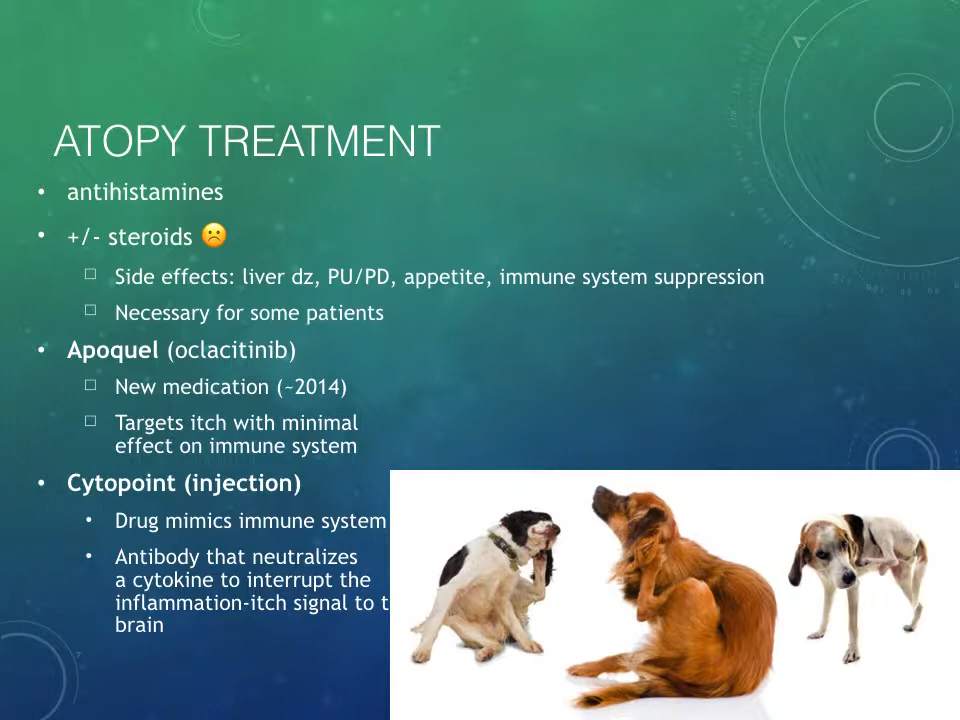 ATOPY TREATMENT
• antihistamines
• +/- steroids ☹️
□ Side effects: liver dz, PU/PD, appetite, immune system suppression
□ Necessary for some patients
• Apoquel (oclacitinib)
□ New medication (~2014)
□ Targets itch with minimal
effect on immune system
• Cytopoint (injection)
• Drug mimics immune system
• Antibody that neutralizes
a cytokine to interrupt the
inflammation-itch signal to t
brain